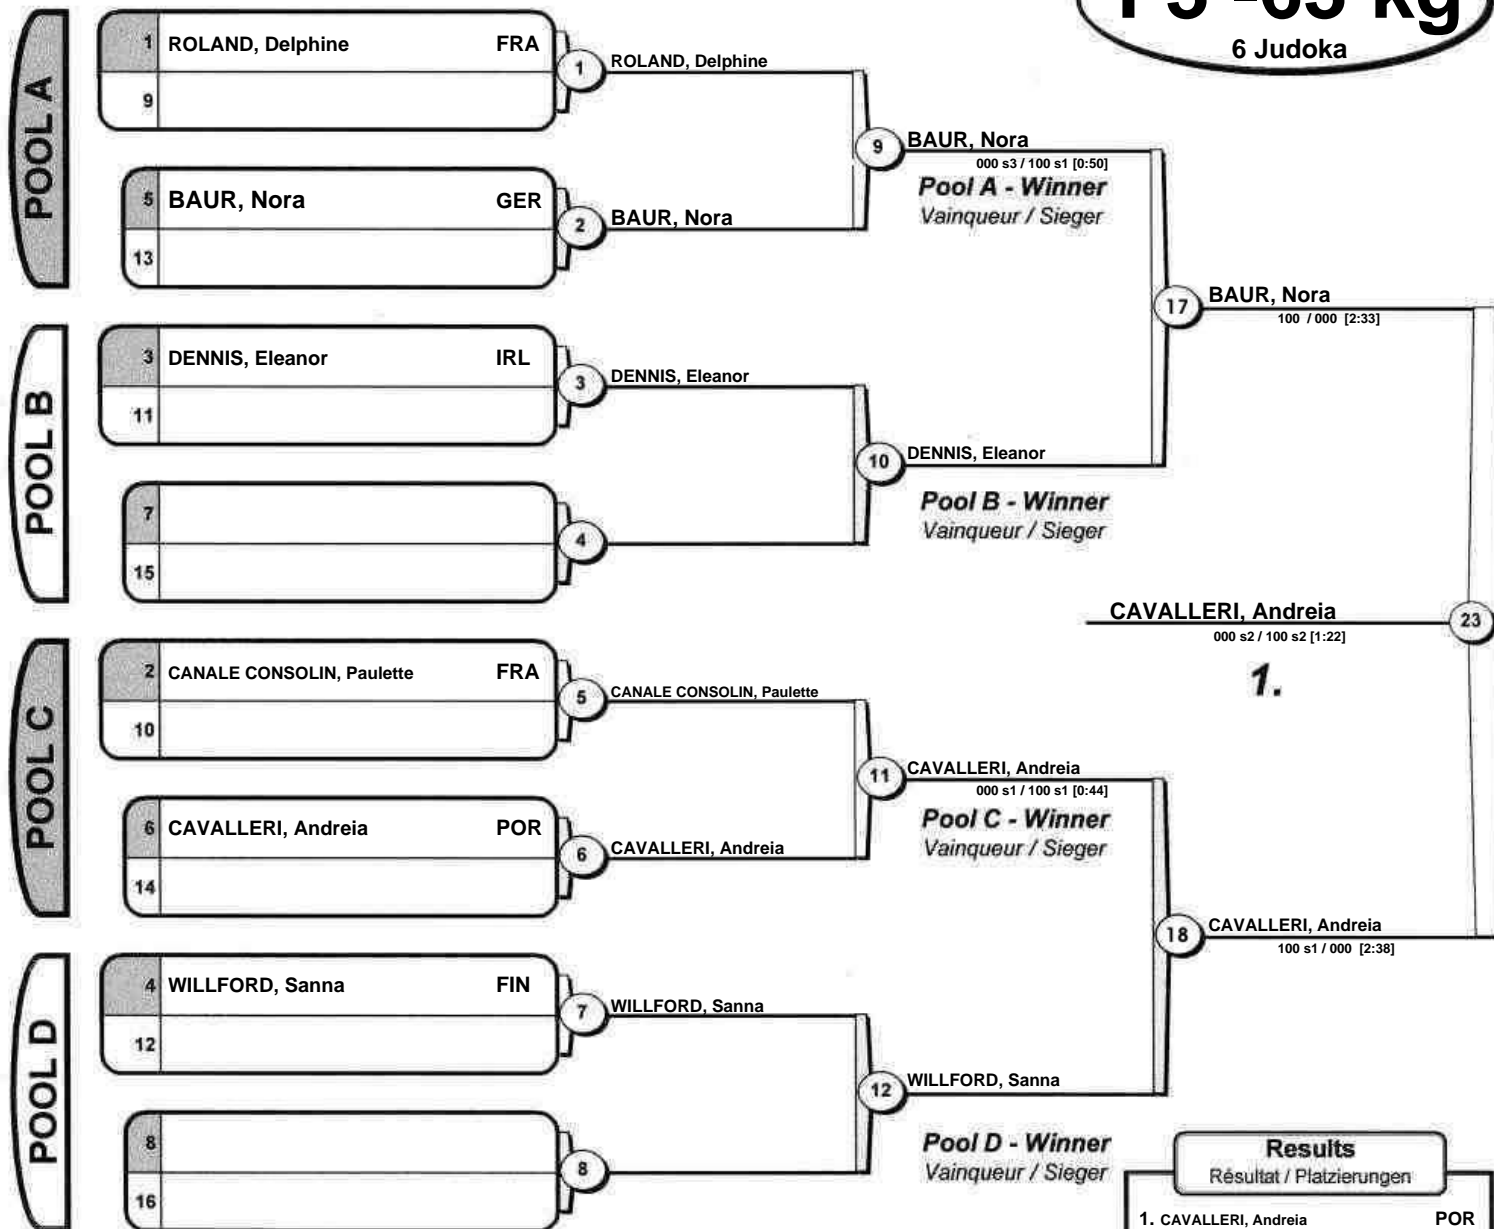 6 Judoka
POOL A
1 ROLAND, Delphine FRA
9
1 ROLAND, Delphine
5 BAUR, Nora GER
13
2 BAUR, Nora
9 BAUR, Nora
000 s3 / 100 s1 [0:50]
Pool A - Winner
Vainqueur / Sieger
17 BAUR, Nora
100 / 000 [2:33]
POOL B
3 DENNIS, Eleanor IRL
11
3 DENNIS, Eleanor
7
15
4
10 DENNIS, Eleanor
Pool B - Winner
Vainqueur / Sieger
CAVALLERI, Andreia 23
000 s2 / 100 s2 [1:22]
1.
POOL C
2 CANALE CONSOLIN, Paulette FRA
10
5 CANALE CONSOLIN, Paulette
6 CAVALLERI, Andreia POR
14
6 CAVALLERI, Andreia
11 CAVALLERI, Andreia
000 s1 / 100 s1 [0:44]
Pool C - Winner
Vainqueur / Sieger
18 CAVALLERI, Andreia
100 s1 / 000 [2:38]
POOL D
4 WILLFORD, Sanna FIN
12
7 WILLFORD, Sanna
8
16
8
12 WILLFORD, Sanna
Pool D - Winner
Vainqueur / Sieger
Results
Résultat / Platzierungen
1. CAVALLERI, Andreia POR